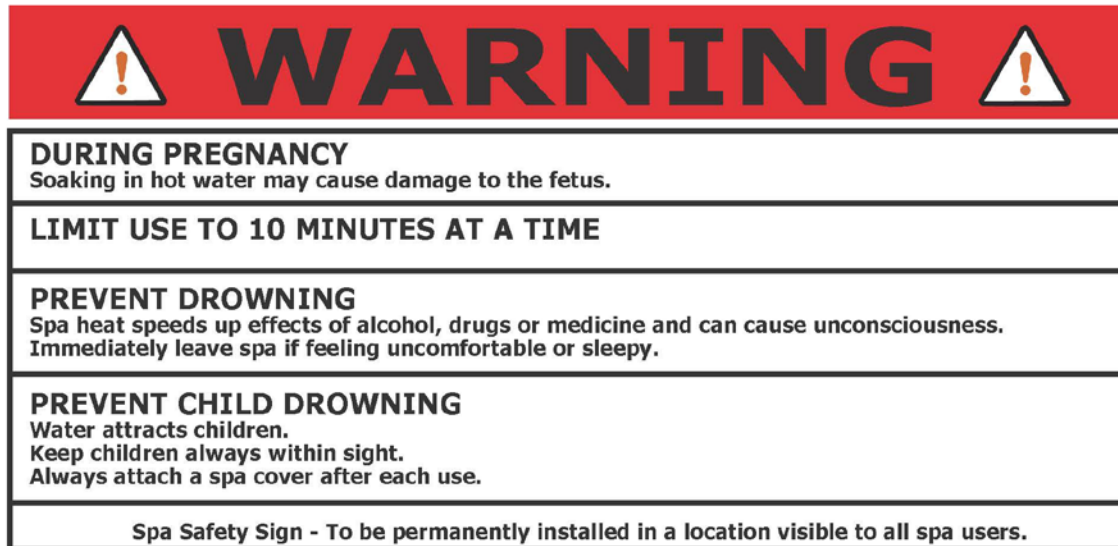 WARNING
DURING PREGNANCY
Soaking in hot water may cause damage to the fetus.
LIMIT USE TO 10 MINUTES AT A TIME
PREVENT DROWNING
Spa heat speeds up effects of alcohol, drugs or medicine and can cause unconsciousness.
Immediately leave spa if feeling uncomfortable or sleepy.
PREVENT CHILD DROWNING
Water attracts children.
Keep children always within sight.
Always attach a spa cover after each use.
Spa Safety Sign - To be permanently installed in a location visible to all spa users.